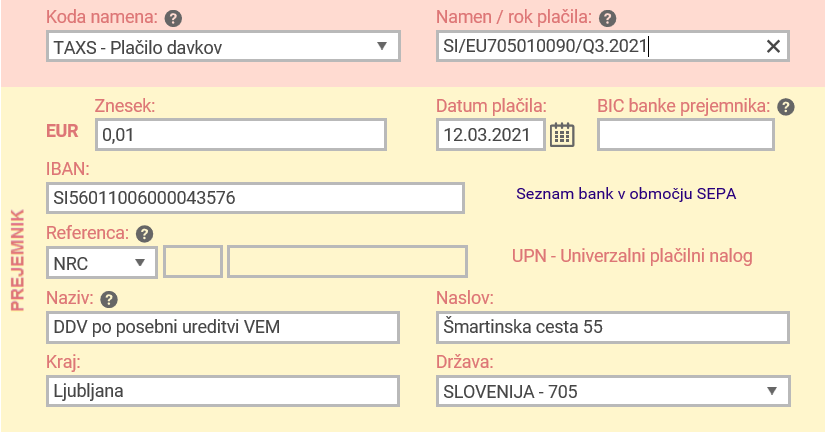 Koda namena: ? Namen / rok plačila: ?
TAXS - Plačilo davkov SI/EU705010090/Q3.2021
Znesek: Datum plačila: BIC banke prejemnika: ?
EUR 0,01 12.03.2021
IBAN:
SI56011006000043576 Seznam bank v območju SEPA
Referenca: ?
NRC UPN - Univerzalni plačilni nalog
PREJEMNIK
Naziv: ? Naslov:
DDV po posebni ureditvi VEM Šmartinska cesta 55
Kraj: Država:
Ljubljana SLOVENIJA - 705